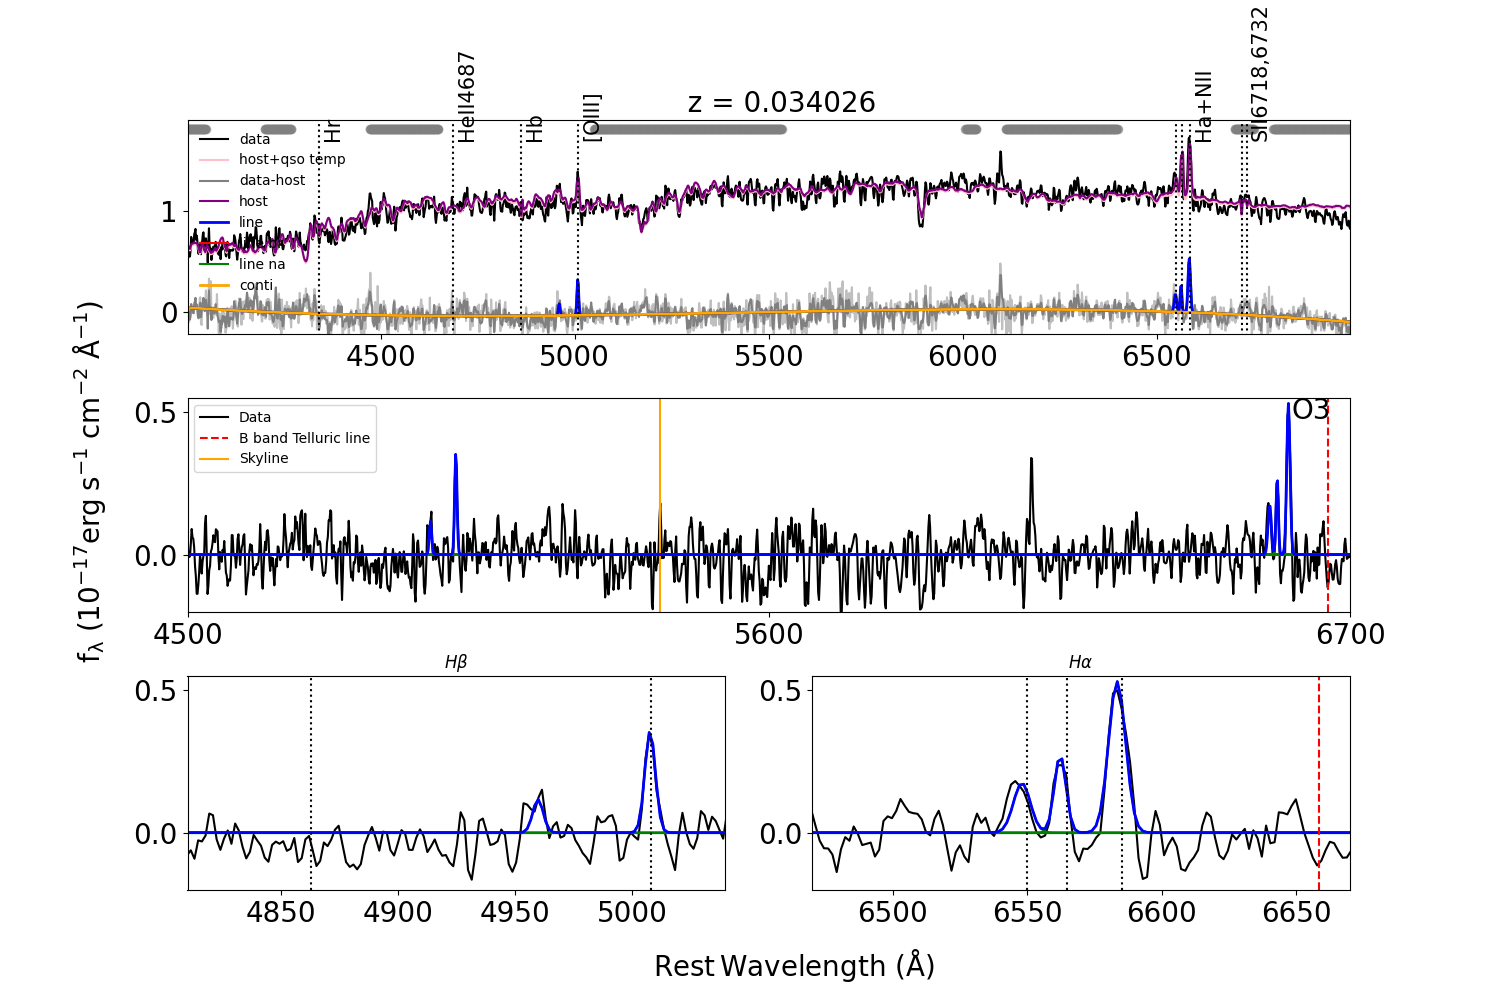 z = 0.034026
Hr
HeII4687
Hb
[OIII]
Ha+NII
SII6718,6732
data
host+qso temp
data-host
host
line
line na
conti
1
0
4500 5000 5500 6000 6500
fλ (10−17erg s−1 cm−2 Å−1)
0.5
0.0
Data
B band Telluric line
Skyline
O3
4500 5600 6700
Hβ
0.5
0.0
4850 4900 4950 5000
Hα
0.5
0.0
6500 6550 6600 6650
Rest Wavelength (Å)